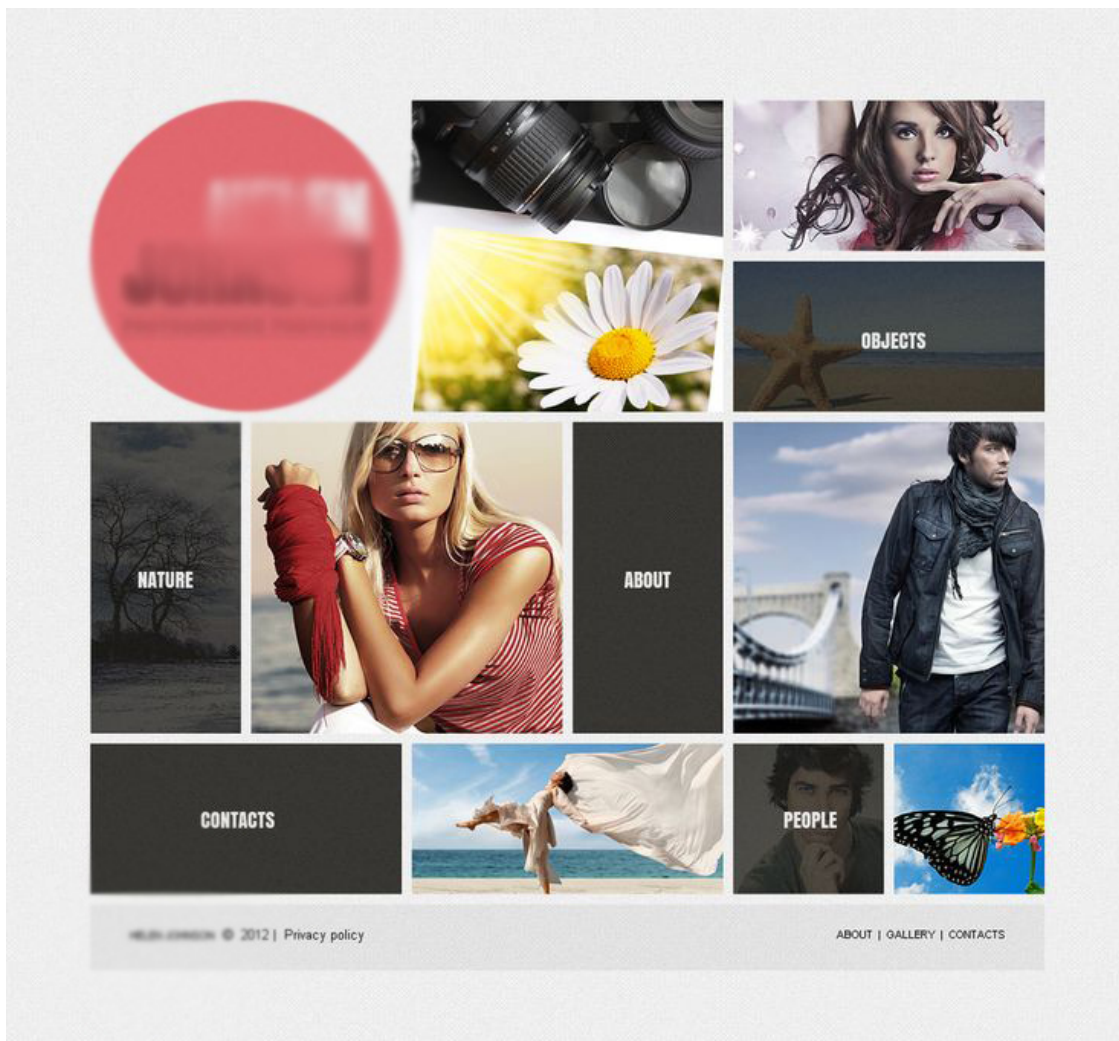 OBJECTS
NATURE
ABOUT
CONTACTS
PEOPLE
© 2012 | Privacy policy
ABOUT | GALLERY | CONTACTS